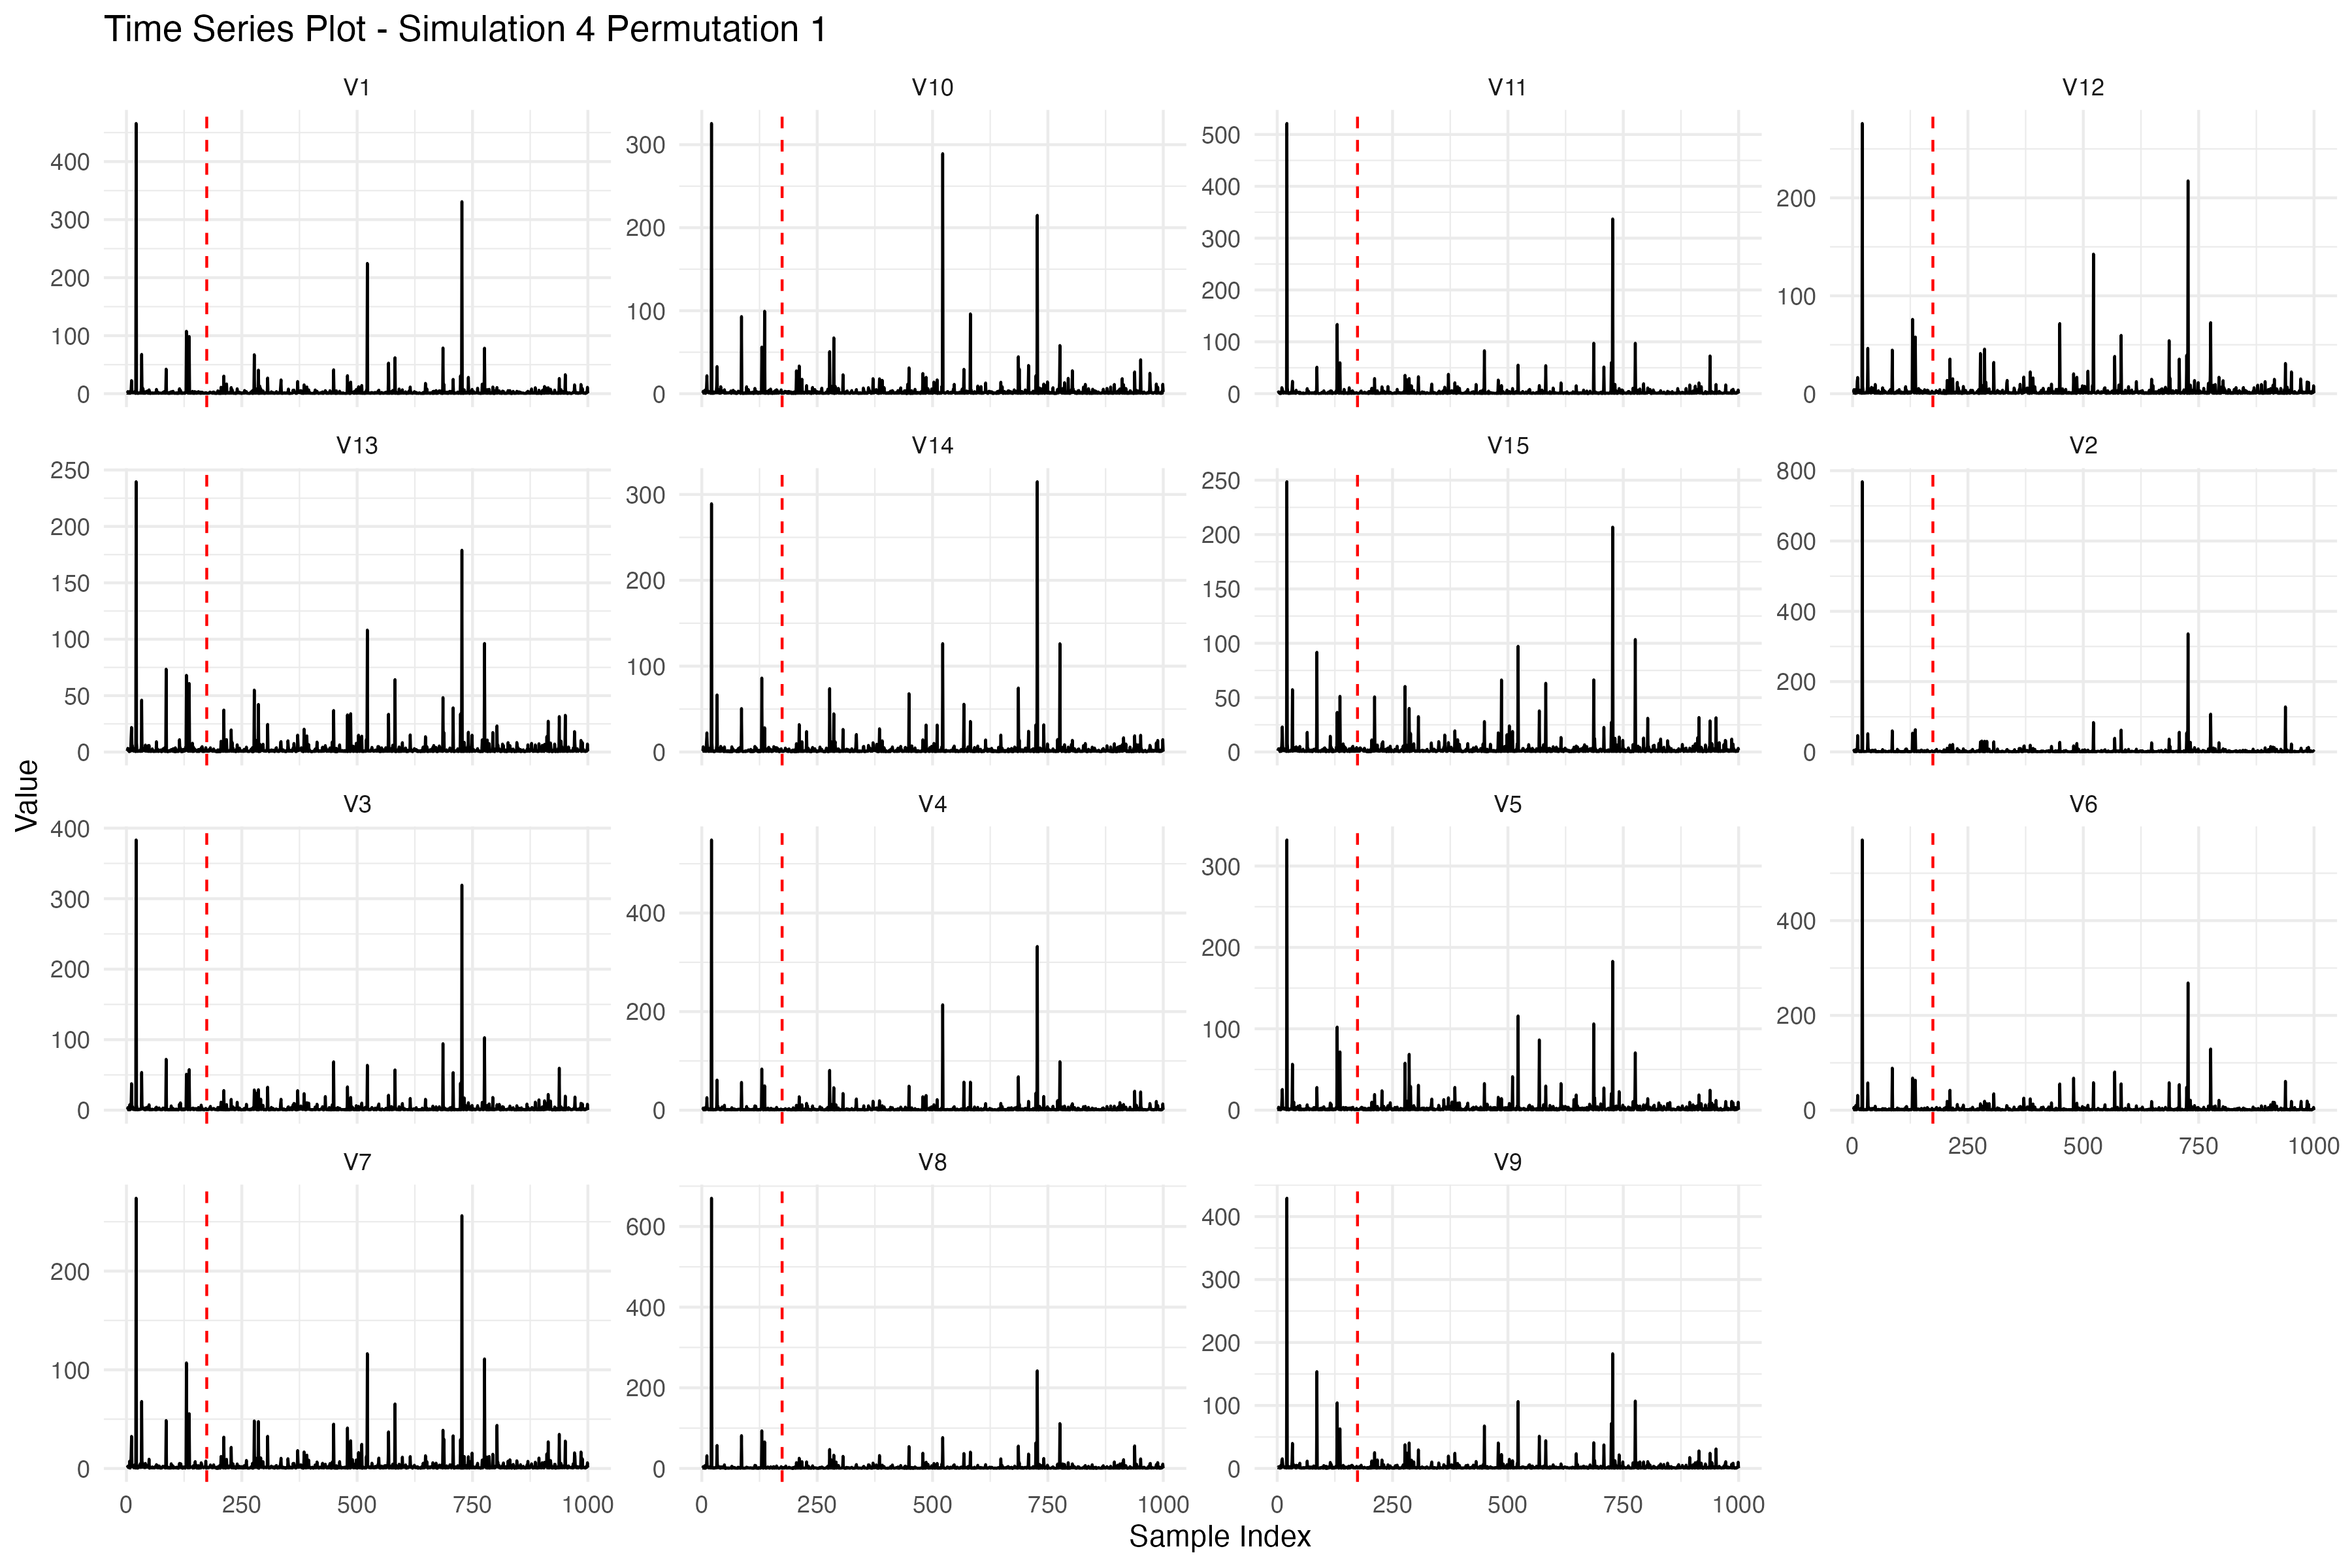 Time Series Plot - Simulation 4 Permutation 1
V1 V10 V11 V12
400 300 200 100 0
300 200 100 0
500 400 300 200 100 0
200 100 0
V13 V14 V15 V2
250 200 150 100 50 0
300 200 100 0
250 200 150 100 50 0
800 600 400 200 0
Value
V3 V4 V5 V6
400 300 200 100 0
400 200 0
300 200 100 0
400 200 0
0 250 500 750 1000
V7 V8 V9
200 100 0
600 400 200 0
400 300 200 100 0
0 250 500 750 1000
0 250 500 750 1000
0 250 500 750 1000
Sample Index